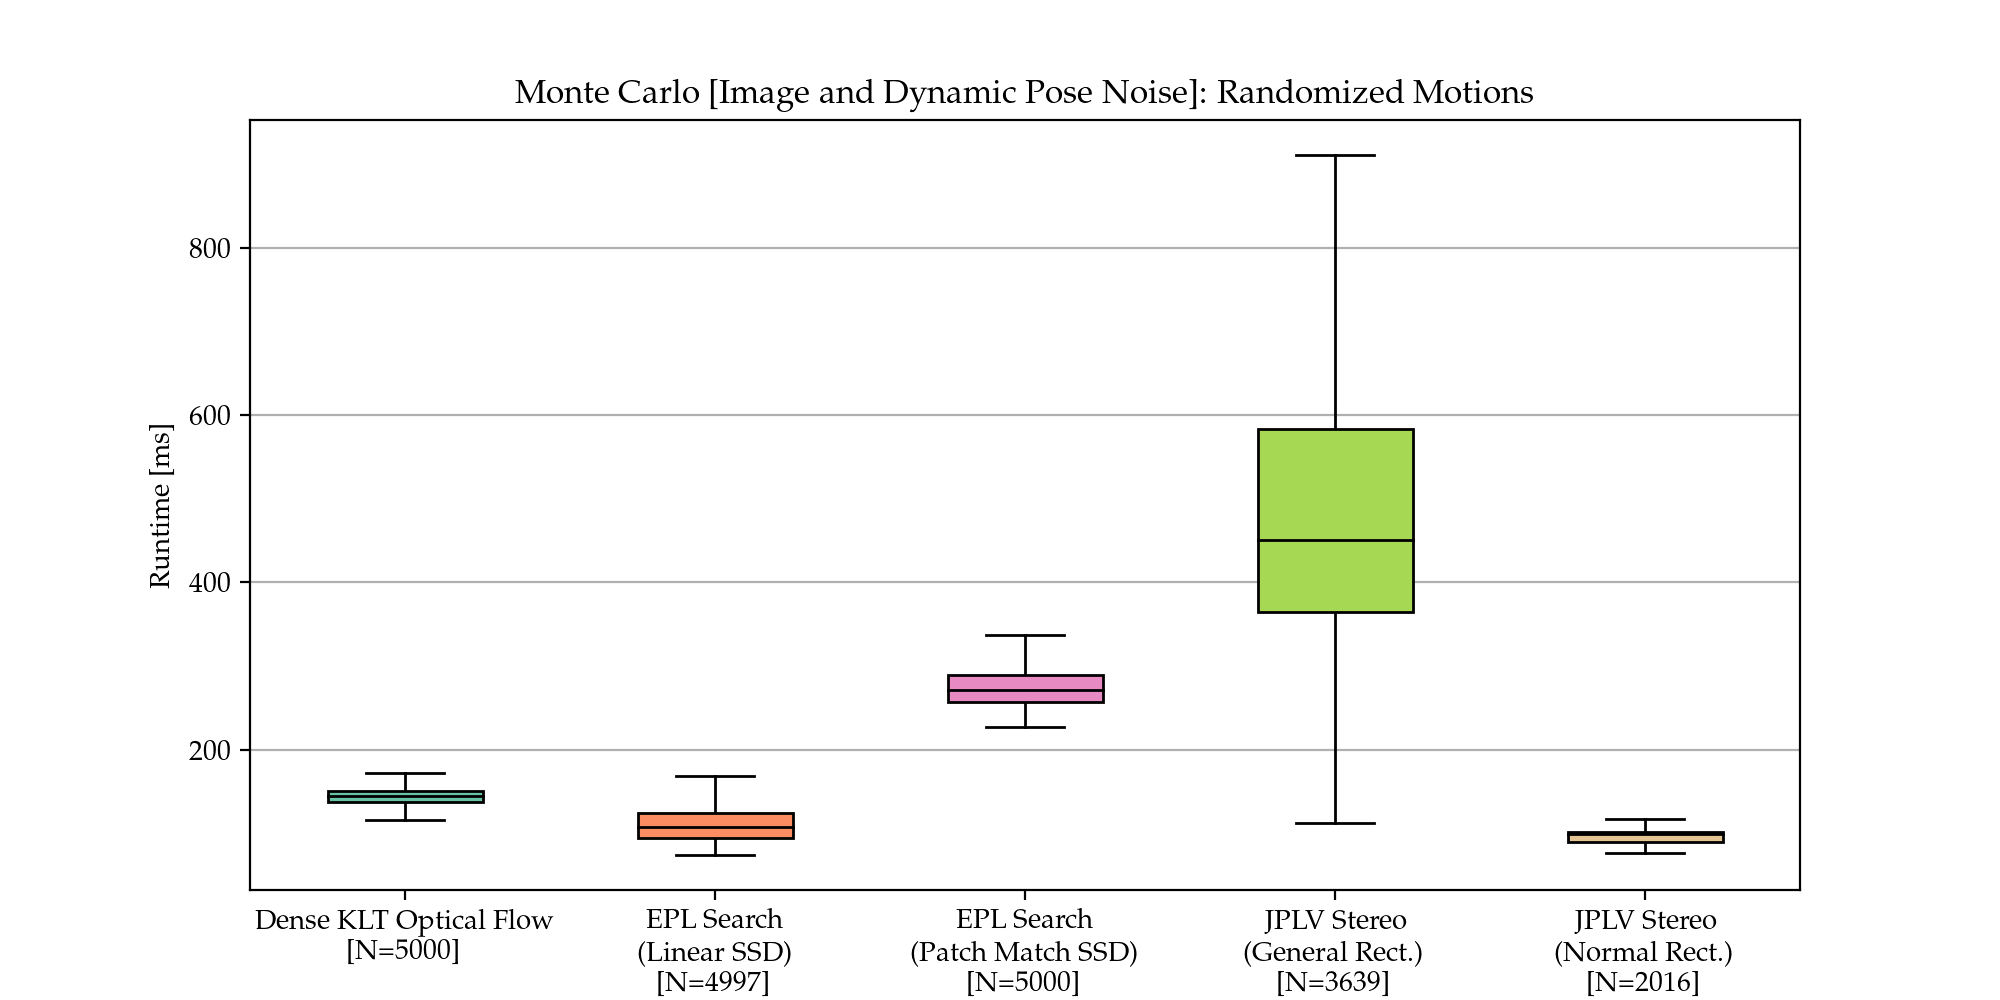 Monte Carlo [Image and Dynamic Pose Noise]: Randomized Motions
Runtime [ms]
800
600
400
200
Dense KLT Optical Flow
[N=5000]
EPL Search
(Linear SSD)
[N=4997]
EPL Search
(Patch Match SSD)
[N=5000]
JPLV Stereo
(General Rect.)
[N=3639]
JPLV Stereo
(Normal Rect.)
[N=2016]